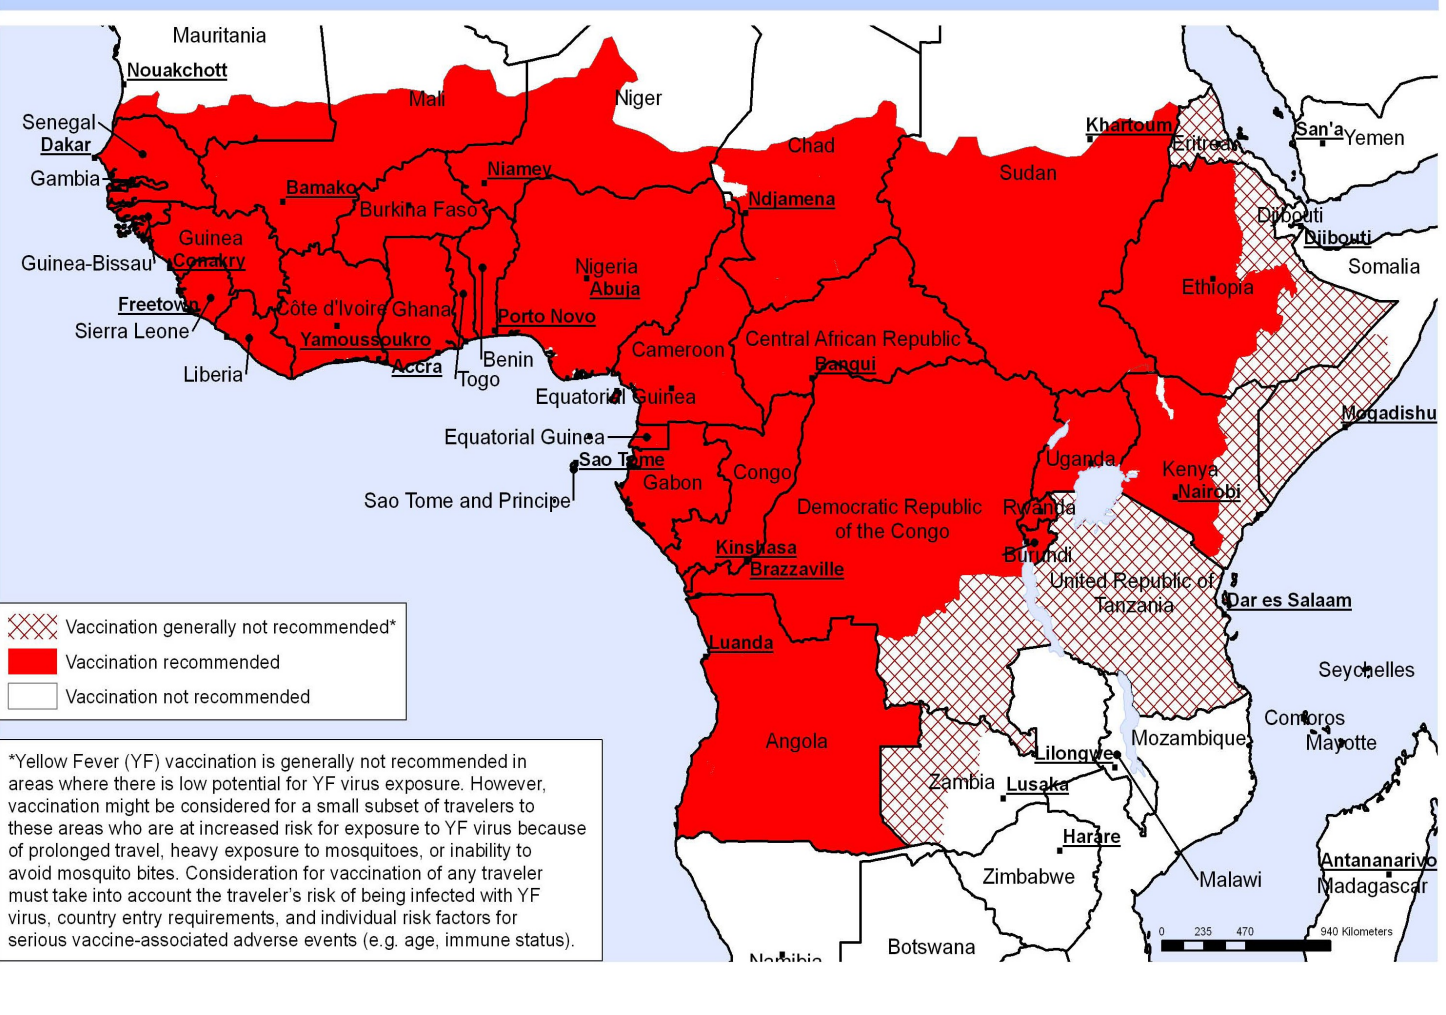 Mauritania
Nouakchott
Mali
Niger
Senegal
Dakar
Gambia
Bamako
Niamey
Burkina Faso
Chad
Ndjamena
Khartoum
Sudan
Eritrea
San'a
Yemen
Djibouti
Djibouti
Somalia
Guinea
Conakry
Guinea-Bissau
Freetown
Sierra Leone
Liberia
Côte d'Ivoire
Yamoussoukro
Ghana
Accra
Togo
Benin
Porto Novo
Nigeria
Abuja
Ethiopia
Cameroon
Central African Republic
Bangui
Equatorial Guinea
Equatorial Guinea
Sao Tome
Sao Tome and Principe
Gabon
Congo
Democratic Republic
of the Congo
Uganda
Kenya
Nairobi
Mogadishu
Rwanda
Burundi
Kinshasa
Brazzaville
United Republic of
Tanzania
Dar es Salaam
Luanda
Seychelles
Comoros
Mayotte
Angola
Zambia
Lusaka
Lilongwe
Mozambique
Harare
Zimbabwe
Malawi
Antananarivo
Madagascar
Namibia
Botswana
Vaccination generally not recommended*
Vaccination recommended
Vaccination not recommended
*Yellow Fever (YF) vaccination is generally not recommended in
areas where there is low potential for YF virus exposure. However,
vaccination might be considered for a small subset of travelers to
these areas who are at increased risk for exposure to YF virus because
of prolonged travel, heavy exposure to mosquitoes, or inability to
avoid mosquito bites. Consideration for vaccination of any traveler
must take into account the traveler's risk of being infected with YF
virus, country entry requirements, and individual risk factors for
serious vaccine-associated adverse events (e.g. age, immune status).
0 235 470 940 Kilometers